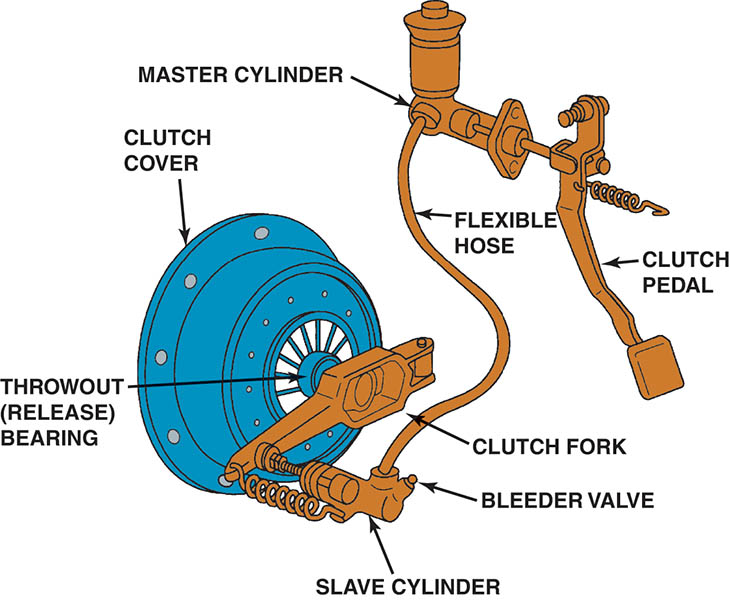 MASTER CYLINDER
CLUTCH
COVER
FLEXIBLE
HOSE
CLUTCH
PEDAL
THROWOUT
(RELEASE)
BEARING
CLUTCH FORK
BLEEDER VALVE
SLAVE CYLINDER